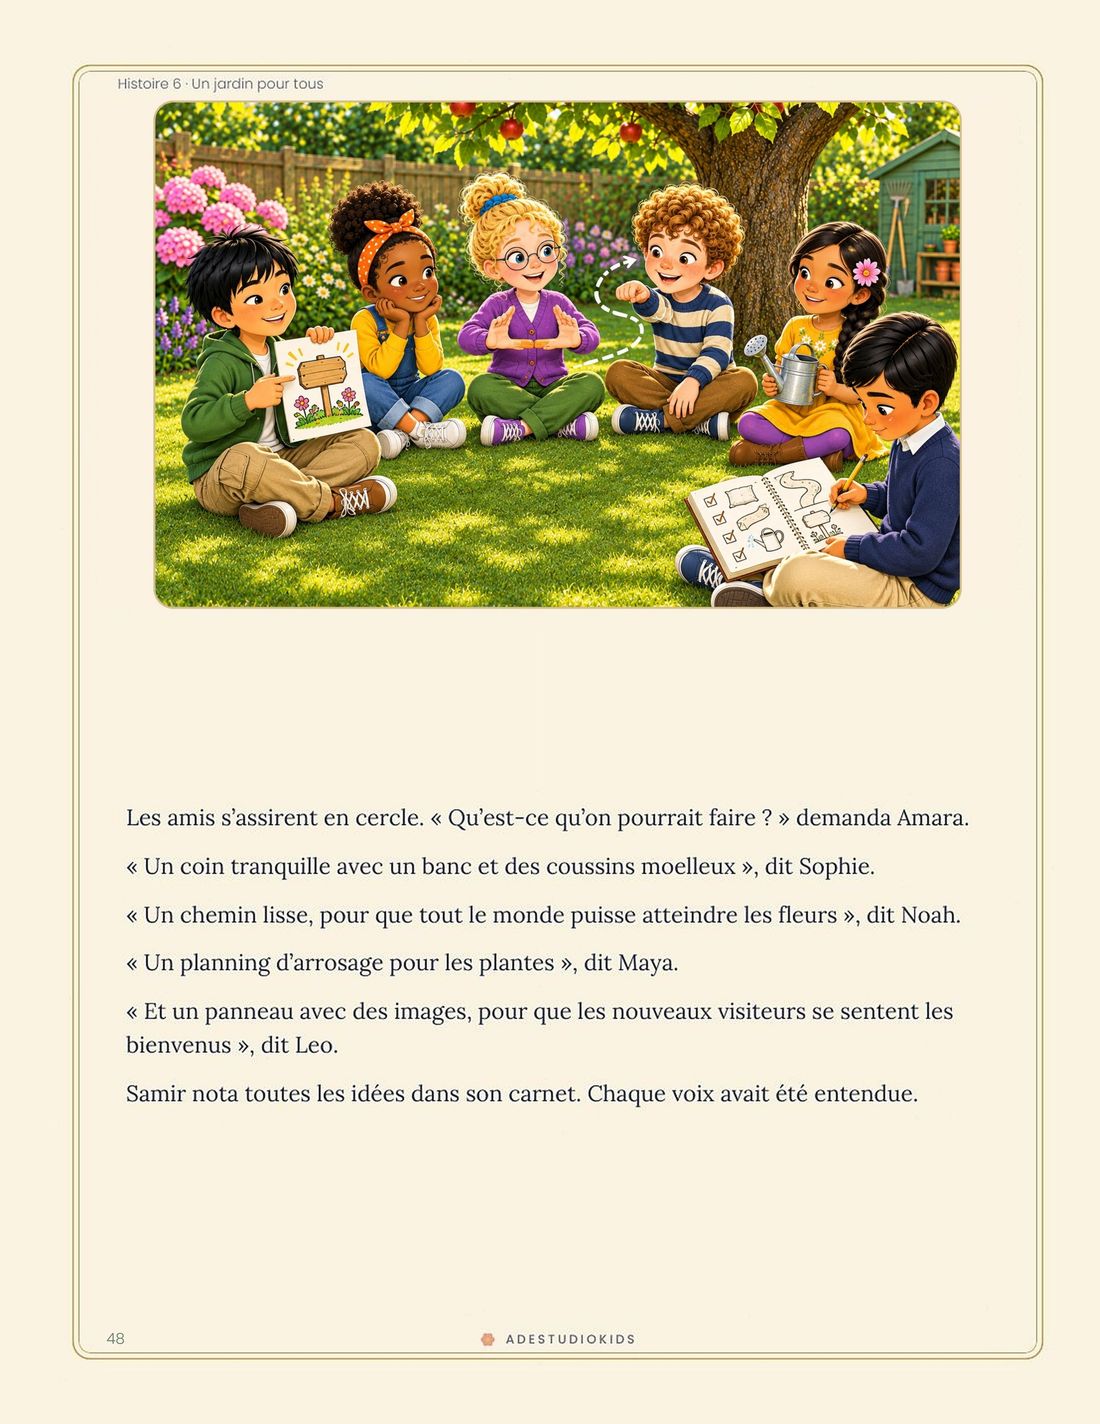 Histoire 6 · Un jardin pour tous
Les amis s’assirent en cercle. « Qu’est-ce qu’on pourrait faire ? » demanda Amara.
« Un coin tranquille avec un banc et des coussins moelleux », dit Sophie.
« Un chemin lisse, pour que tout le monde puisse atteindre les fleurs », dit Noah.
« Un planning d’arrosage pour les plantes », dit Maya.
« Et un panneau avec des images, pour que les nouveaux visiteurs se sentent les
bienvenus », dit Leo.
Samir nota toutes les idées dans son carnet. Chaque voix avait été entendue.
48
ADESTUDIOKIDS